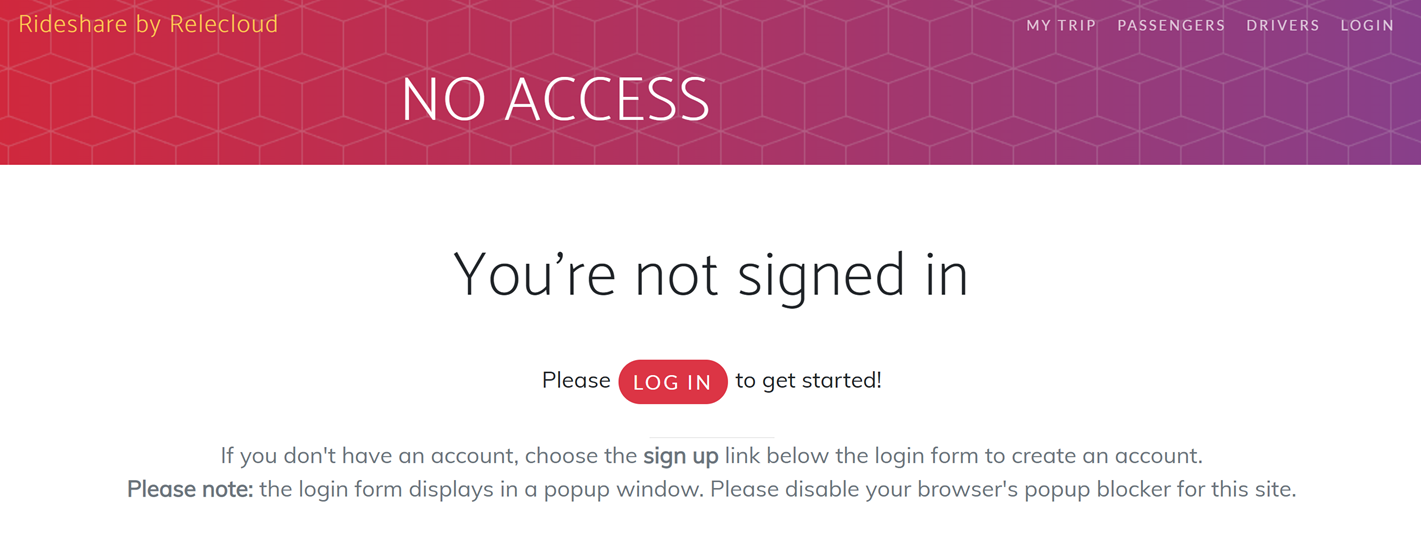 Rideshare by Relecloud
MY TRIP PASSENGERS DRIVERS LOGIN
NO ACCESS
You’re not signed in
Please LOG IN to get started!
If you don't have an account, choose the sign up link below the login form to create an account.
Please note: the login form displays in a popup window. Please disable your browser's popup blocker for this site.